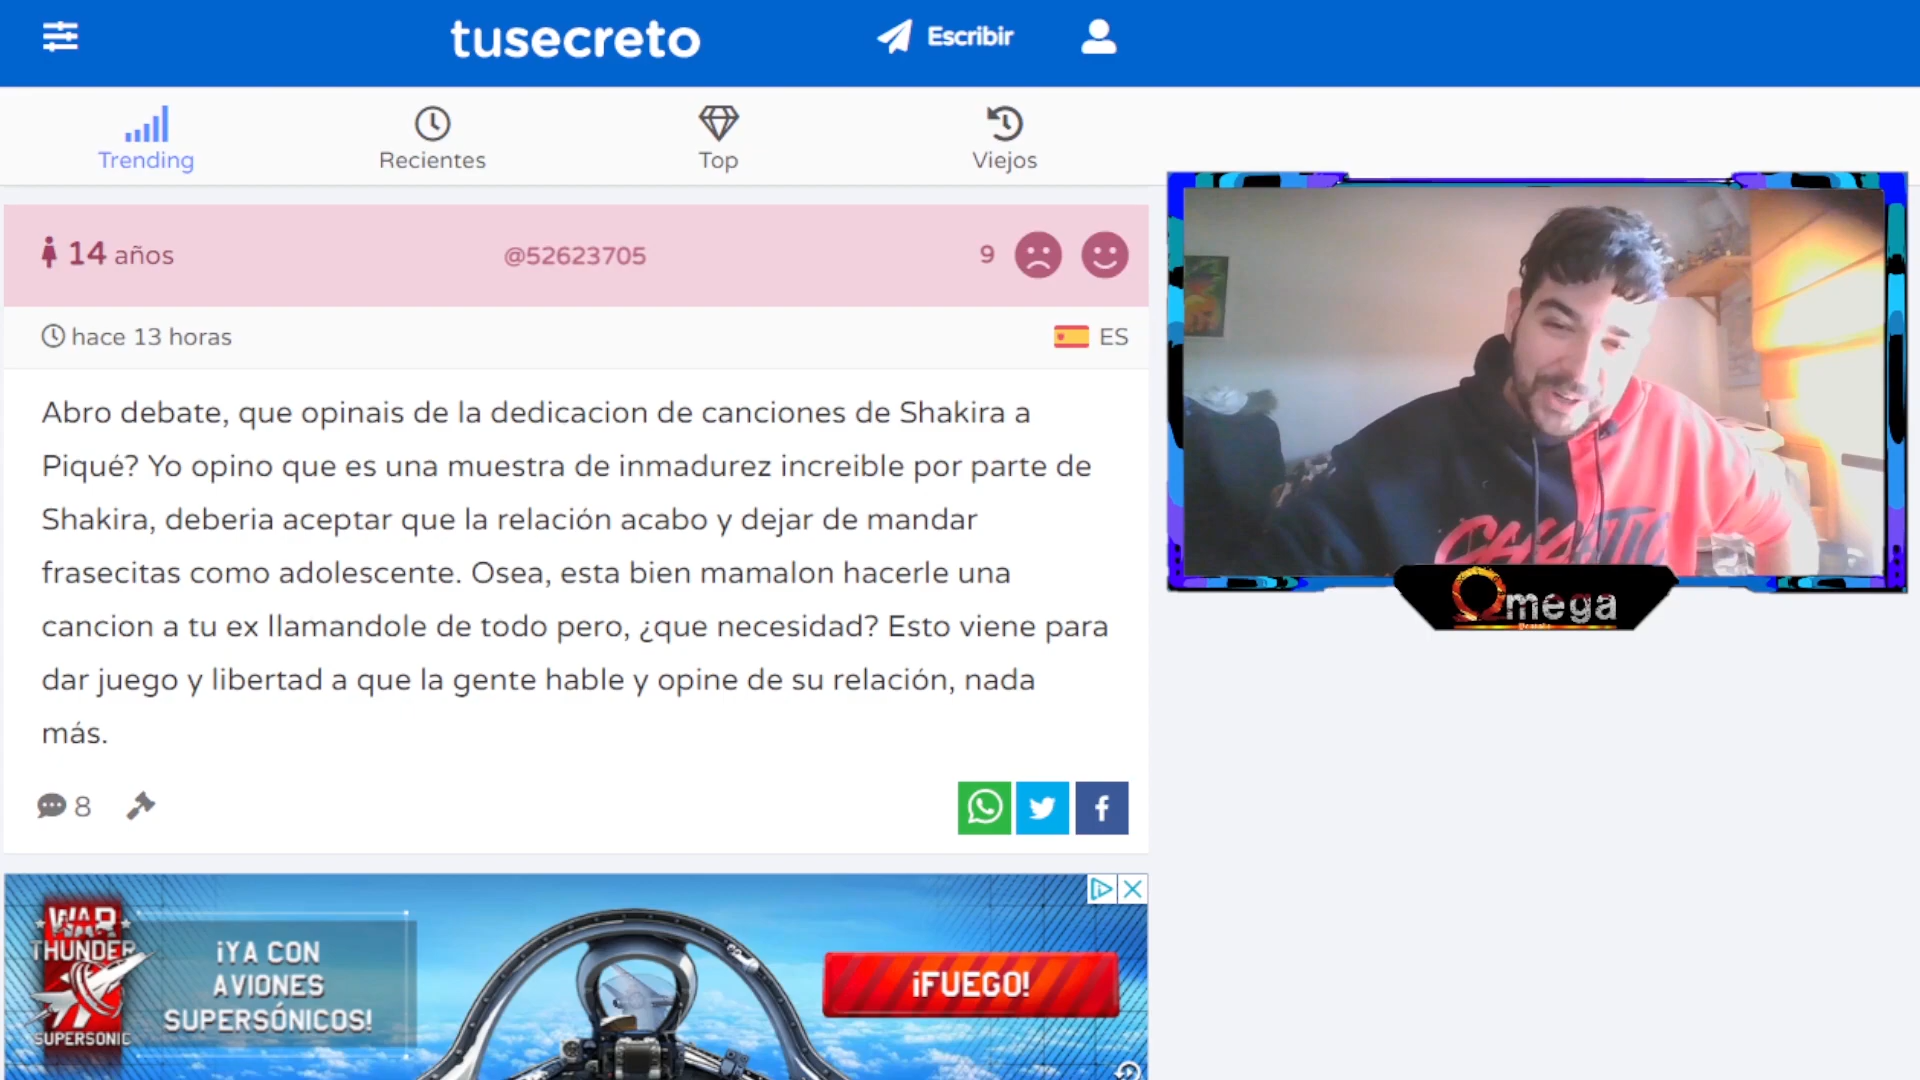 tusecreto
Escribir
Trending
Recientes
Top
Viejos
14 años
@52623705
9
hace 13 horas
ES
Abro debate, que opinais de la dedicacion de canciones de Shakira a
Piqué? Yo opino que es una muestra de inmadurez increible por parte de
Shakira, deberia aceptar que la relación acabo y dejar de mandar
frasecitas como adolescente. Osea, esta bien mamalon hacerle una
cancion a tu ex llamandole de todo pero, ¿que necesidad? Esto viene para
dar juego y libertad a que la gente hable y opine de su relación, nada
más.
8
WAR
THUNDER
SUPERSONIC
¡YA CON
AVIONES
SUPERSÓNICOS!
¡FUEGO!
Omega